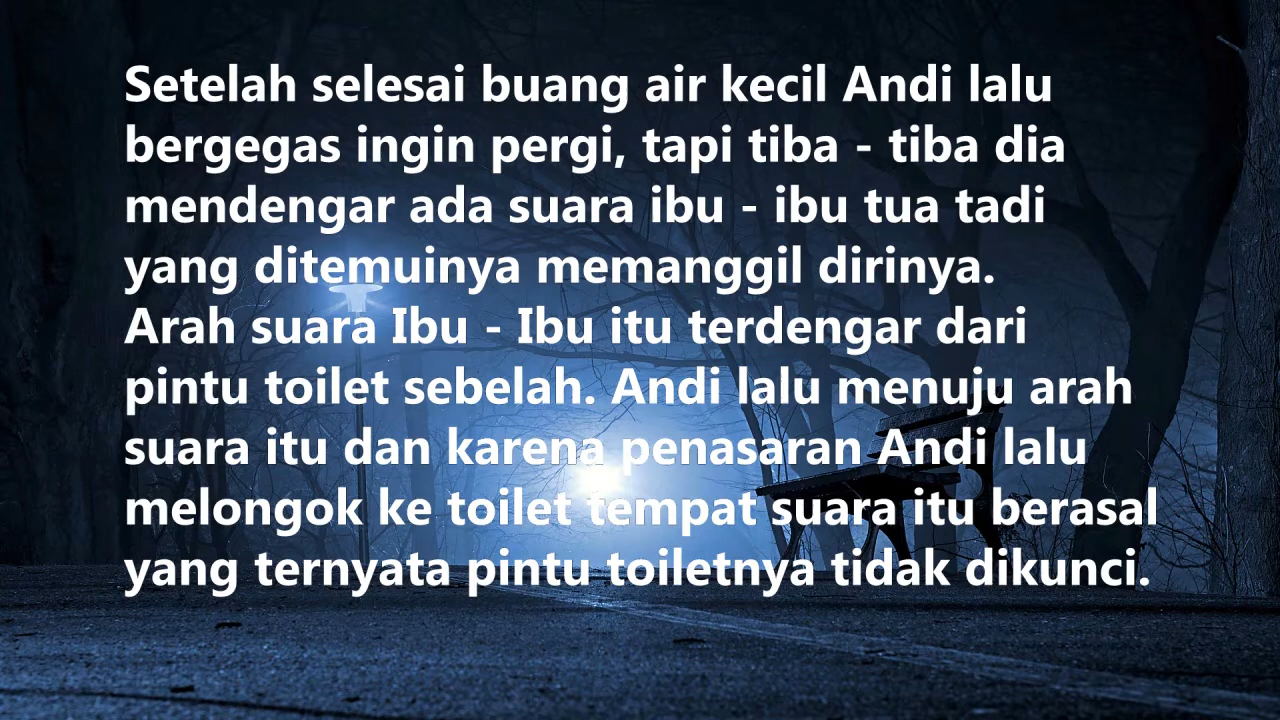 Setelah selesai buang air kecil Andi lalu
bergegas ingin pergi, tapi tiba - tiba dia
mendengar ada suara ibu - ibu tua tadi
yang ditemuinya memanggil dirinya.
Arah suara Ibu - Ibu itu terdengar dari
pintu toilet sebelah. Andi lalu menuju arah
suara itu dan karena penasaran Andi lalu
melongok ke toilet tempat suara itu berasal
yang ternyata pintu toiletnya tidak dikunci.